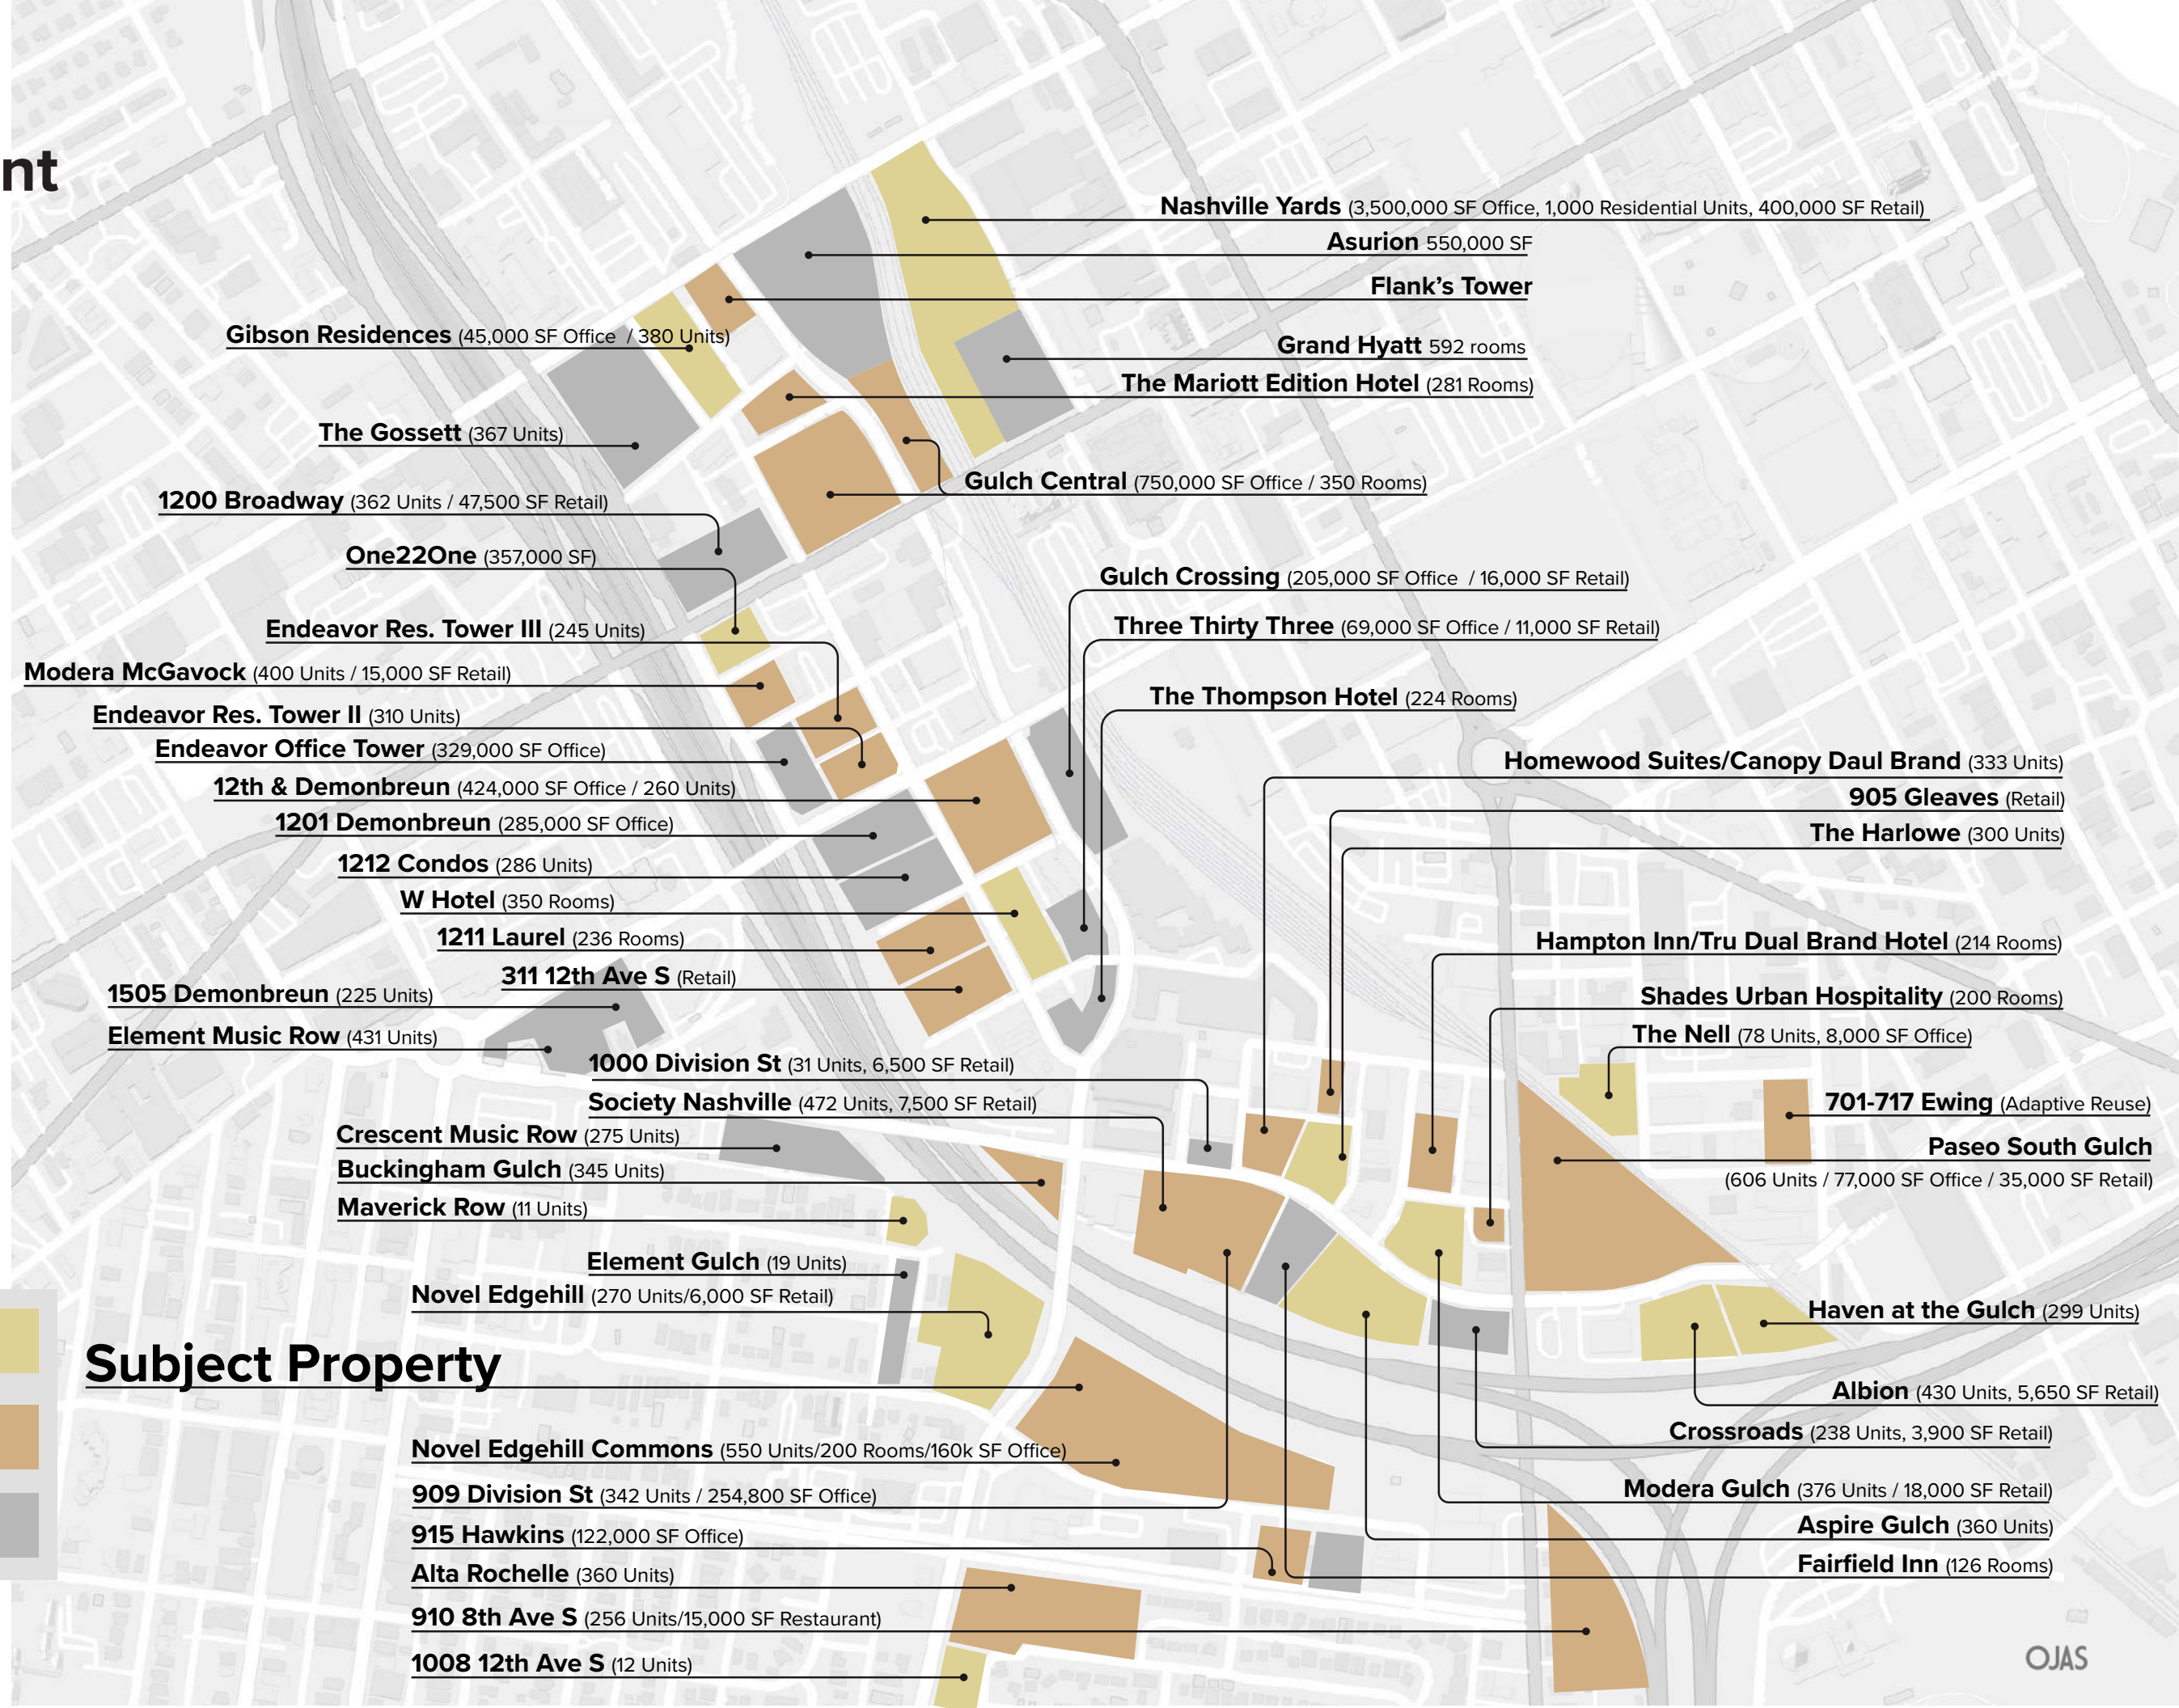 nt
Nashville Yards (3,500,000 SF Office, 1,000 Residential Units, 400,000 SF Retail)
Asurion 550,000 SF
Flank's Tower
Gibson Residences (45,000 SF Office / 380 Units)
Grand Hyatt 592 rooms
The Mariott Edition Hotel (281 Rooms)
The Gossett (367 Units)
Gulch Central (750,000 SF Office / 350 Rooms)
1200 Broadway (362 Units / 47,500 SF Retail)
One22One (357,000 SF)
Gulch Crossing (205,000 SF Office / 16,000 SF Retail)
Endeavor Res. Tower III (245 Units)
Three Thirty Three (69,000 SF Office / 11,000 SF Retail)
Modera McGavock (400 Units / 15,000 SF Retail)
The Thompson Hotel (224 Rooms)
Endeavor Res. Tower II (310 Units)
Endeavor Office Tower (329,000 SF Office)
Homewood Suites/Canopy Daul Brand (333 Units)
12th & Demonbreun (424,000 SF Office / 260 Units)
905 Gleaves (Retail)
1201 Demonbreun (285,000 SF Office)
The Harlowe (300 Units)
1212 Condos (286 Units)
W Hotel (350 Rooms)
1211 Laurel (236 Rooms)
Hampton Inn/Tru Dual Brand Hotel (214 Rooms)
311 12th Ave S (Retail)
1505 Demonbreun (225 Units)
Shades Urban Hospitality (200 Rooms)
Element Music Row (431 Units)
The Nell (78 Units, 8,000 SF Office)
1000 Division St (31 Units, 6,500 SF Retail)
Society Nashville (472 Units, 7,500 SF Retail)
701-717 Ewing (Adaptive Reuse)
Crescent Music Row (275 Units)
Paseo South Gulch
(606 Units / 77,000 SF Office / 35,000 SF Retail)
Buckingham Gulch (345 Units)
Maverick Row (11 Units)
Element Gulch (19 Units)
Novel Edgehill (270 Units/6,000 SF Retail)
Haven at the Gulch (299 Units)
Subject Property
Albion (430 Units, 5,650 SF Retail)
Crossroads (238 Units, 3,900 SF Retail)
Novel Edgehill Commons (550 Units/200 Rooms/160k SF Office)
Modera Gulch (376 Units / 18,000 SF Retail)
909 Division St (342 Units / 254,800 SF Office)
Aspire Gulch (360 Units)
915 Hawkins (122,000 SF Office)
Fairfield Inn (126 Rooms)
Alta Rochelle (360 Units)
910 8th Ave S (256 Units/15,000 SF Restaurant)
1008 12th Ave S (12 Units)
OJAS